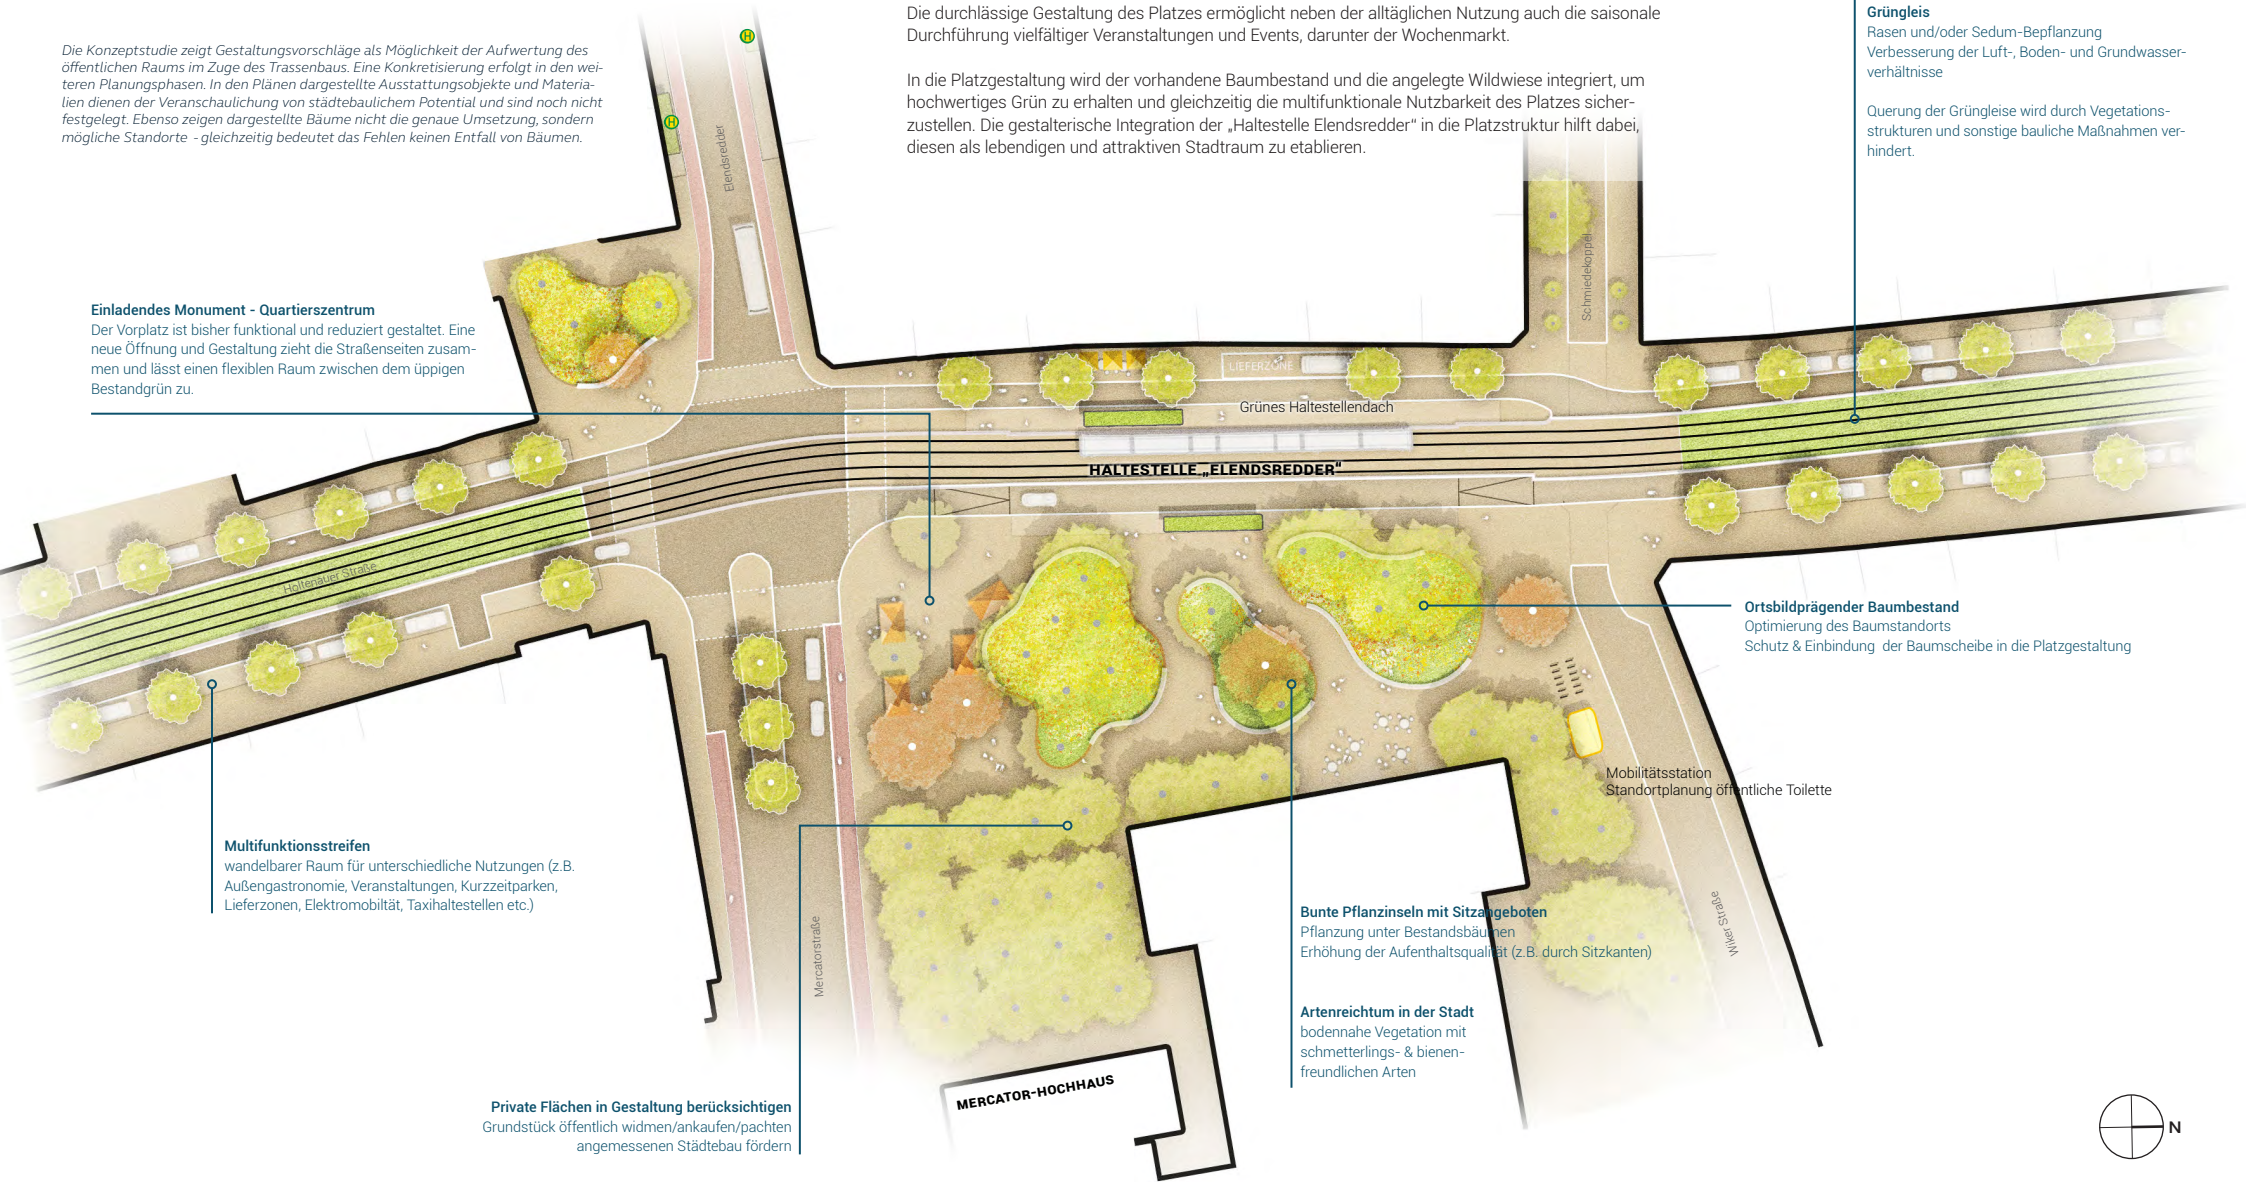 Die Konzeptstudie zeigt Gestaltungsvorschläge als Möglichkeit der Aufwertung des
öffentlichen Raums im Zuge des Trassenbaus. Eine Konkretisierung erfolgt in den wei-
teren Planungsphasen. In den Plänen dargestellte Ausstattungsobjekte und Materia-
lien dienen der Veranschaulichung von städtebaulichem Potential und sind noch nicht
festgelegt. Ebenso zeigen dargestellte Bäume nicht die genaue Umsetzung, sondern
mögliche Standorte - gleichzeitig bedeutet das Fehlen keinen Entfall von Bäumen.
Die durchlässige Gestaltung des Platzes ermöglicht neben der alltäglichen Nutzung auch die saisonale
Durchführung vielfältiger Veranstaltungen und Events, darunter der Wochenmarkt.
In die Platzgestaltung wird der vorhandene Baumbestand und die angelegte Wildwiese integriert, um
hochwertiges Grün zu erhalten und gleichzeitig die multifunktionale Nutzbarkeit des Platzes sicher-
zustellen. Die gestalterische Integration der „Haltestelle Elendsredder“ in die Platzstruktur hilft dabei,
diesen als lebendigen und attraktiven Stadtraum zu etablieren.
Grüngleis
Rasen und/oder Sedum-Bepflanzung
Verbesserung der Luft-, Boden- und Grundwasser-
verhältnisse
Querung der Grüngleise wird durch Vegetations-
strukturen und sonstige bauliche Maßnahmen ver-
hindert.
H
H
Elendsredder
Schmiedekoppel
Einladendes Monument - Quartierszentrum
Der Vorplatz ist bisher funktional und reduziert gestaltet. Eine
neue Öffnung und Gestaltung zieht die Straßenseiten zusam-
men und lässt einen flexiblen Raum zwischen dem üppigen
Bestandgrün zu.
LIEFERZONE
Grünes Haltestellendach
HALTESTELLE „ELENDSREDDER“
Holtenauer Straße
Ortsbildprägender Baumbestand
Optimierung des Baumstandorts
Schutz & Einbindung der Baumscheibe in die Platzgestaltung
Mobilitätsstation
Standortplanung öffentliche Toilette
Multifunktionsstreifen
wandelbarer Raum für unterschiedliche Nutzungen (z.B.
Außengastronomie, Veranstaltungen, Kurzzeitparken,
Lieferzonen, Elektromobiltät, Taxihaltestellen etc.)
Mercatorstraße
Wiker Straße
Bunte Pflanzinseln mit Sitzangeboten
Pflanzung unter Bestandsbäumen
Erhöhung der Aufenthaltsqualität (z.B. durch Sitzkanten)
Artenreichtum in der Stadt
bodennahe Vegetation mit
schmetterlings- & bienen-
freundlichen Arten
MERCATOR-HOCHHAUS
Private Flächen in Gestaltung berücksichtigen
Grundstück öffentlich widmen/ankaufen/pachten
angemessenen Städtebau fördern
N